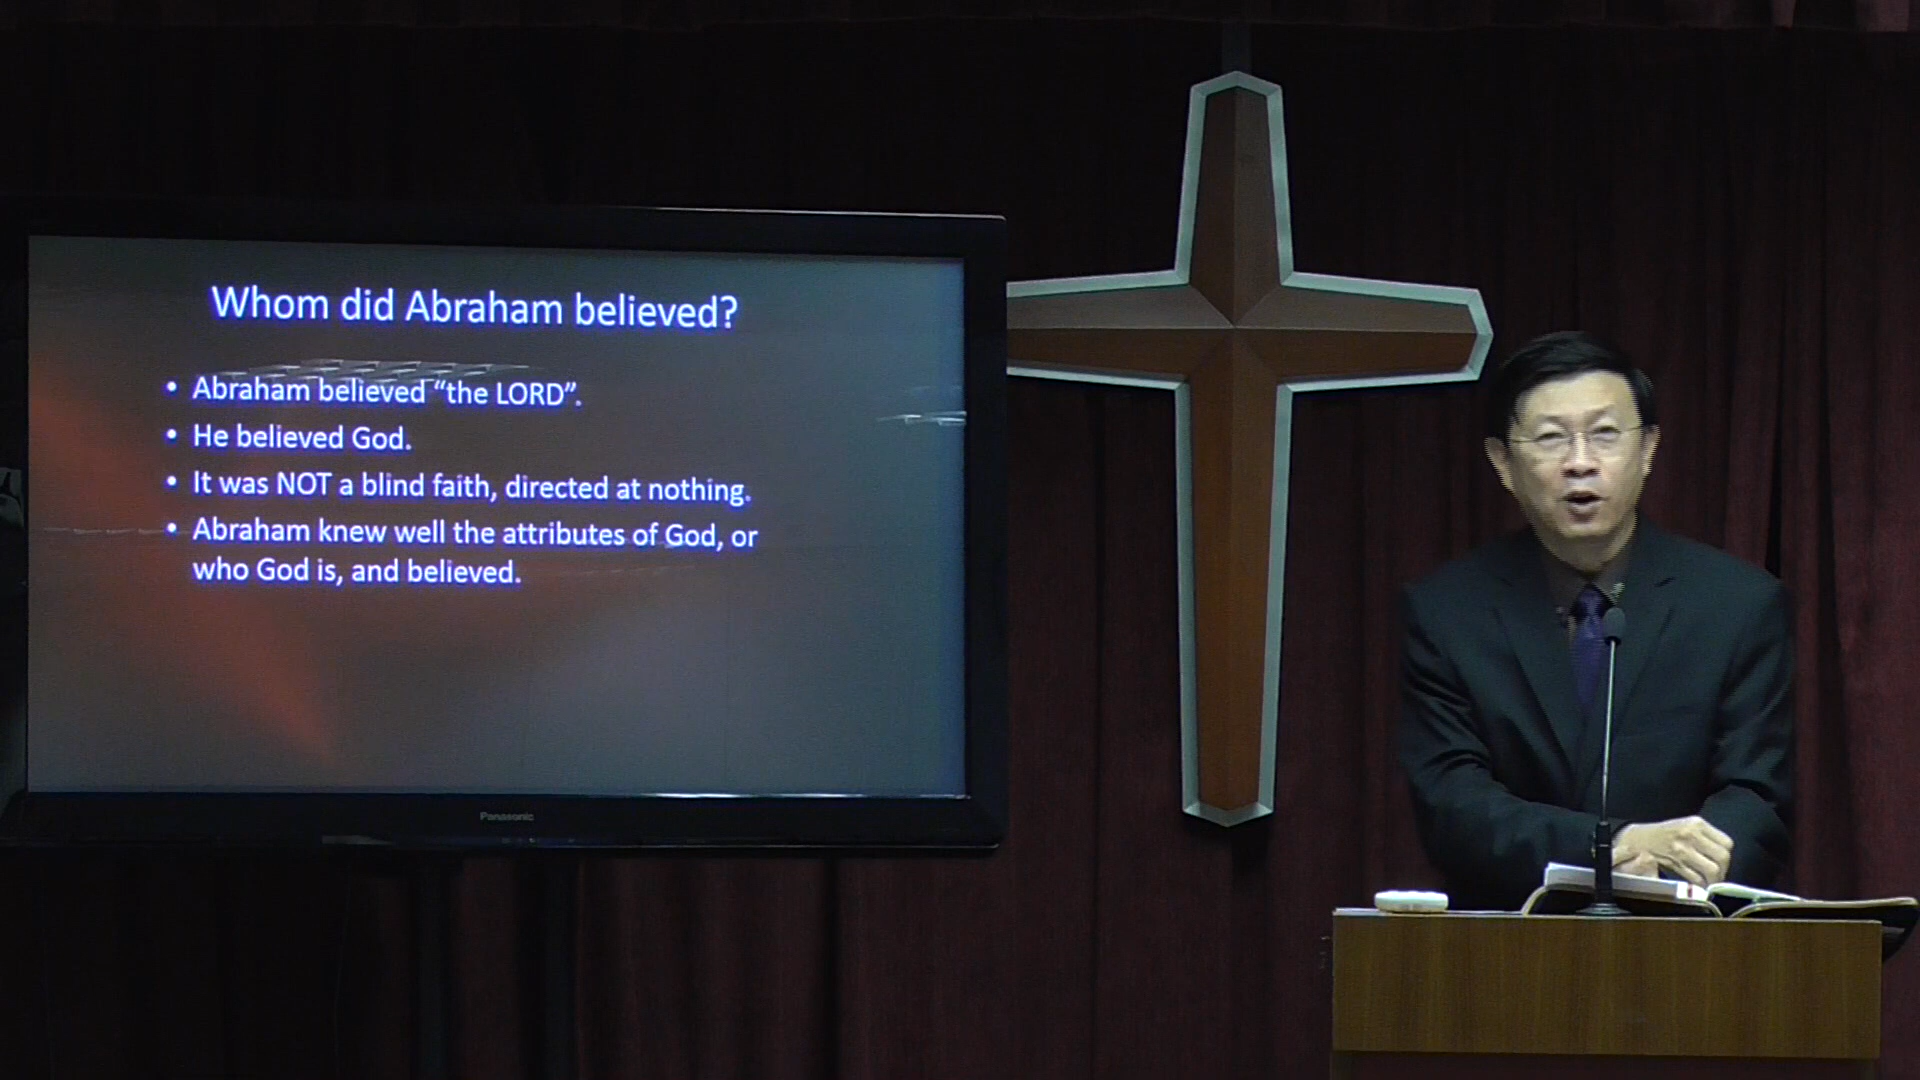 Whom did Abraham believed?
• Abraham believed “the LORD”.
• He believed God.
• It was NOT a blind faith, directed at nothing.
• Abraham knew well the attributes of God, or
who God is, and believed.
Panasonic